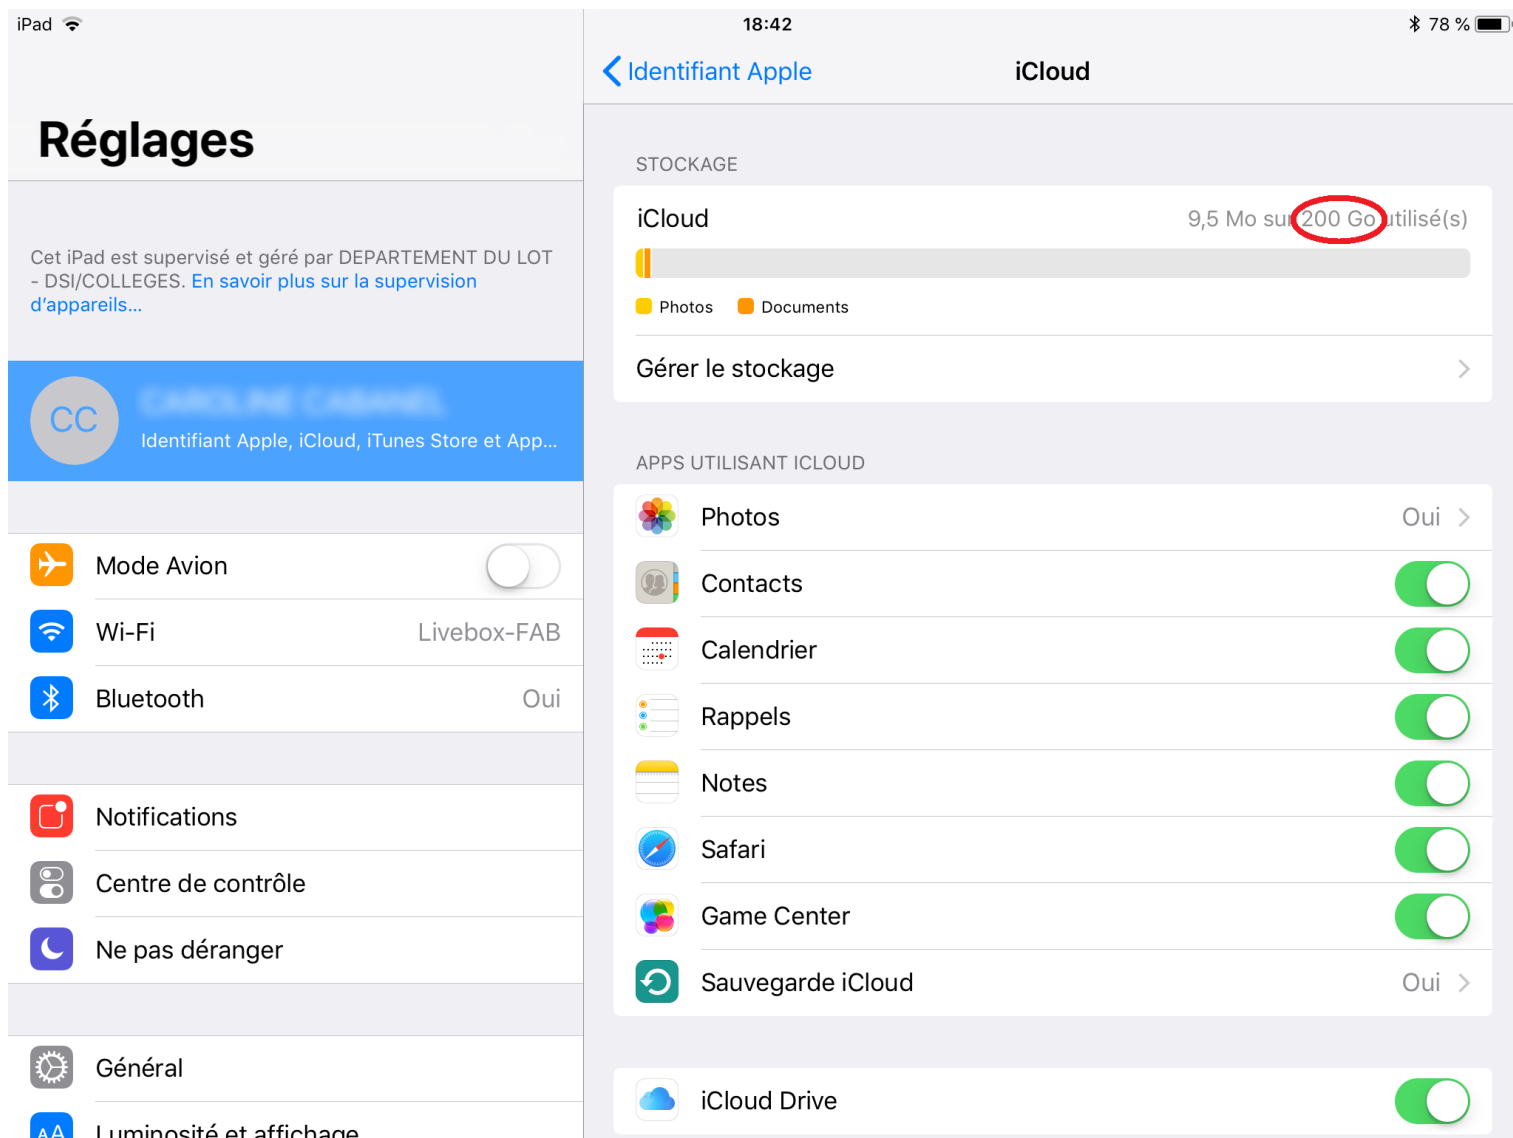 iPad
18:42
78 %
Réglages
Identifiant Apple
iCloud
Cet iPad est supervisé et géré par DEPARTEMENT DU LOT
- DSI/COLLEGES. En savoir plus sur la supervision
d’appareils…
CC
Identifiant Apple, iCloud, iTunes Store et App…
Mode Avion
Wi-Fi Livebox-FAB
Bluetooth Oui
Notifications
Centre de contrôle
Ne pas déranger
Général
Luminosité et affichage
STOCKAGE
iCloud 9,5 Mo sur 200 Go utilisé(s)
Photos Documents
Gérer le stockage
APPS UTILISANT ICLOUD
Photos Oui
Contacts
Calendrier
Rappels
Notes
Safari
Game Center
Sauvegarde iCloud Oui
iCloud Drive